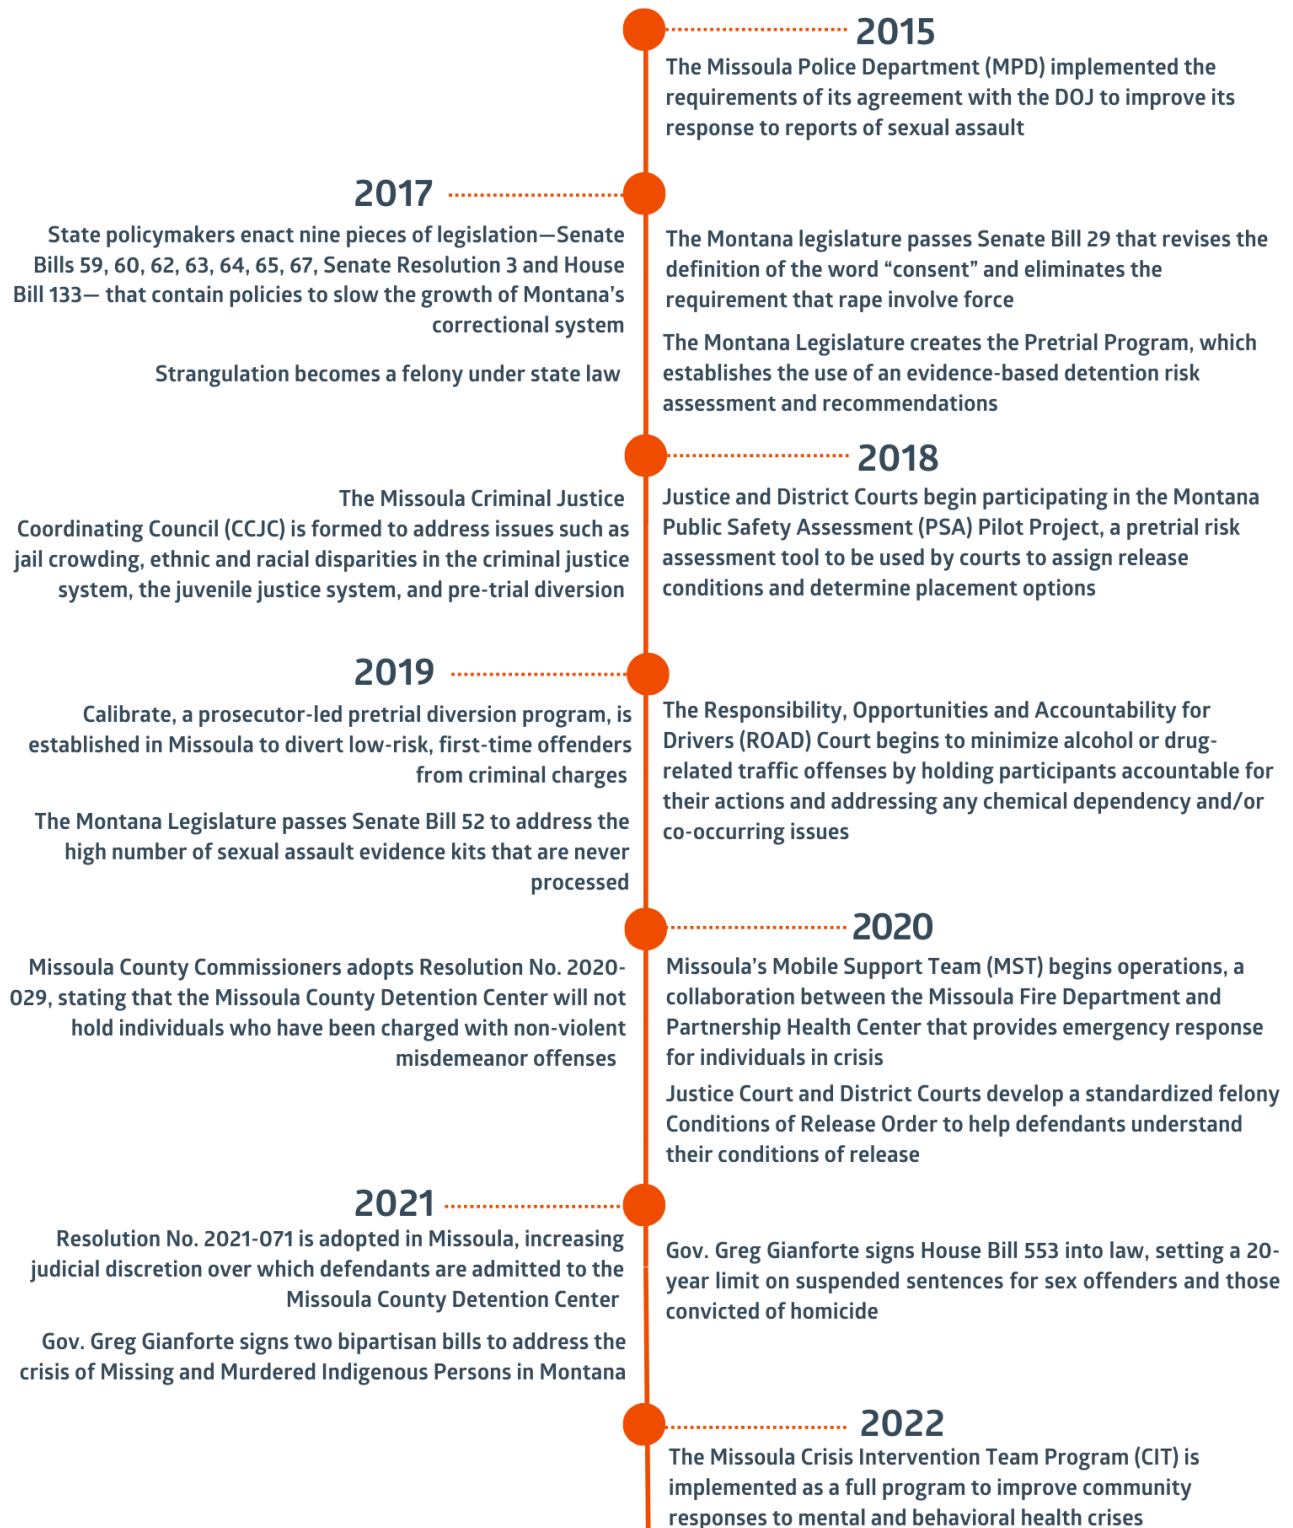 2015
The Missoula Police Department (MPD) implemented the
requirements of its agreement with the DOJ to improve its
response to reports of sexual assault
2017
State policymakers enact nine pieces of legislation—Senate
Bills 59, 60, 62, 63, 64, 65, 67, Senate Resolution 3 and House
Bill 133— that contain policies to slow the growth of Montana's
correctional system
Strangulation becomes a felony under state law
The Montana legislature passes Senate Bill 29 that revises the
definition of the word “consent” and eliminates the
requirement that rape involve force
The Montana Legislature creates the Pretrial Program, which
establishes the use of an evidence-based detention risk
assessment and recommendations
2018
The Missoula Criminal Justice
Coordinating Council (CCJC) is formed to address issues such as
jail crowding, ethnic and racial disparities in the criminal justice
system, the juvenile justice system, and pre-trial diversion
Justice and District Courts begin participating in the Montana
Public Safety Assessment (PSA) Pilot Project, a pretrial risk
assessment tool to be used by courts to assign release
conditions and determine placement options
2019
Calibrate, a prosecutor-led pretrial diversion program, is
established in Missoula to divert low-risk, first-time offenders
from criminal charges
The Montana Legislature passes Senate Bill 52 to address the
high number of sexual assault evidence kits that are never
processed
The Responsibility, Opportunities and Accountability for
Drivers (ROAD) Court begins to minimize alcohol or drug-
related traffic offenses by holding participants accountable for
their actions and addressing any chemical dependency and/or
co-occurring issues
2020
Missoula County Commissioners adopts Resolution No. 2020-
029, stating that the Missoula County Detention Center will not
hold individuals who have been charged with non-violent
misdemeanor offenses
Missoula's Mobile Support Team (MST) begins operations, a
collaboration between the Missoula Fire Department and
Partnership Health Center that provides emergency response
for individuals in crisis
Justice Court and District Courts develop a standardized felony
Conditions of Release Order to help defendants understand
their conditions of release
2021
Resolution No. 2021-071 is adopted in Missoula, increasing
judicial discretion over which defendants are admitted to the
Missoula County Detention Center
Gov. Greg Gianforte signs two bipartisan bills to address the
crisis of Missing and Murdered Indigenous Persons in Montana
Gov. Greg Gianforte signs House Bill 553 into law, setting a 20-
year limit on suspended sentences for sex offenders and those
convicted of homicide
2022
The Missoula Crisis Intervention Team Program (CIT) is
implemented as a full program to improve community
responses to mental and behavioral health crises